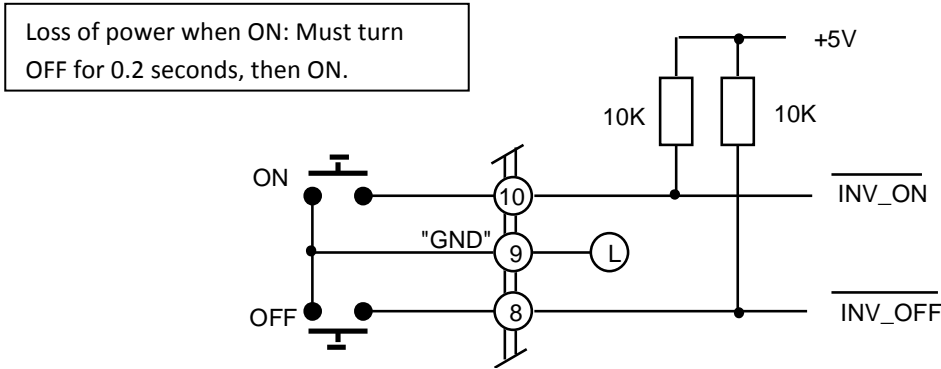 Loss of power when ON: Must turn
OFF for 0.2 seconds, then ON.
+5V
10K
10K
ON
10
INV_ON
"GND"
9
L
OFF
8
INV_OFF